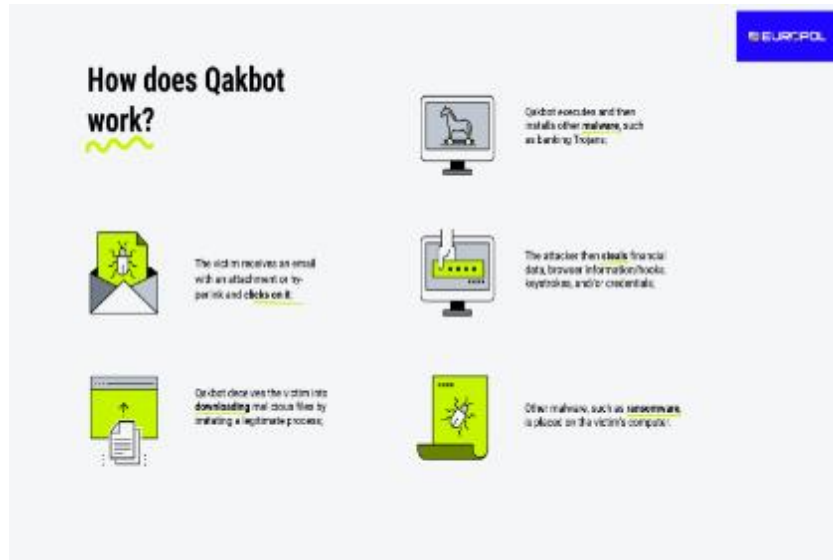 EUROPOL
How does Qakbot
work?
The victim receives an email
with an attachment or hy-
perlink and clicks on it;
Qakbot deceives the victim into
downloading malicious files by
imitating a legitimate process;
Qakbot executes and then
installs other malware, such
as banking Trojans;
The attacker then steals financial
data, browser information/hooks,
keystrokes, and/or credentials;
Other malware, such as ransomware,
is placed on the victim's computer.